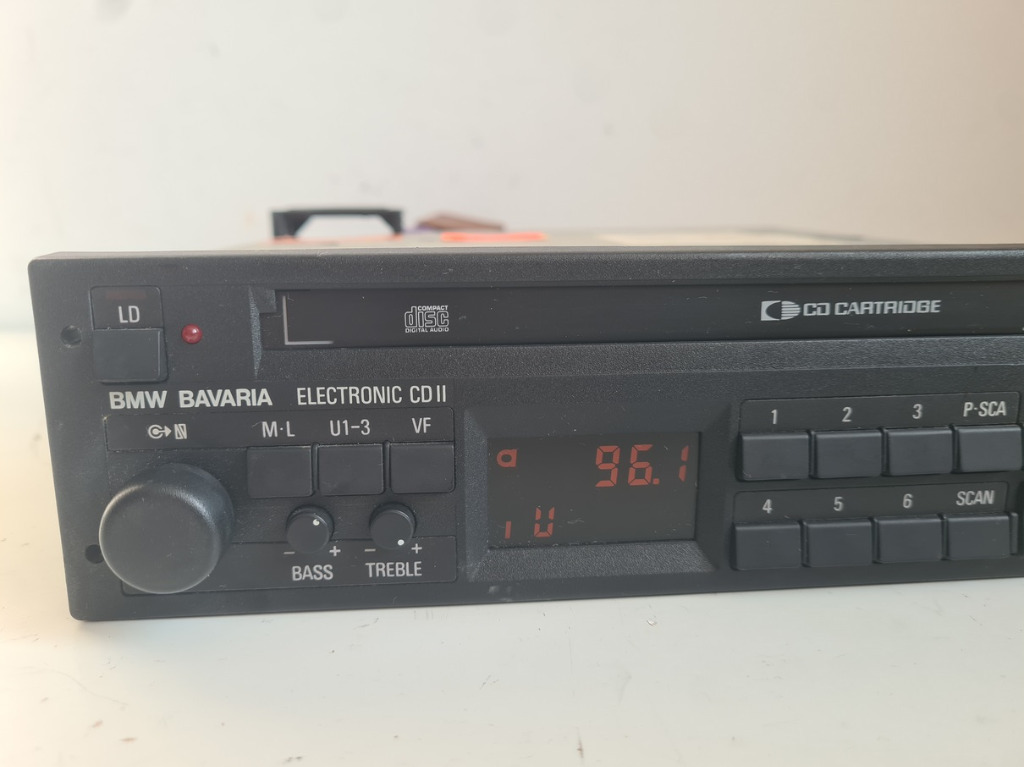 LD
COMPACT
disc
DIGITAL AUDIO
CD CARTRIDGE
BMW BAVARIA ELECTRONIC CD II
M·L U1-3 VF
1 2 3 P-SCA
a 96.1
1 U
4 5 6 SCAN
- + - +
BASS TREBLE